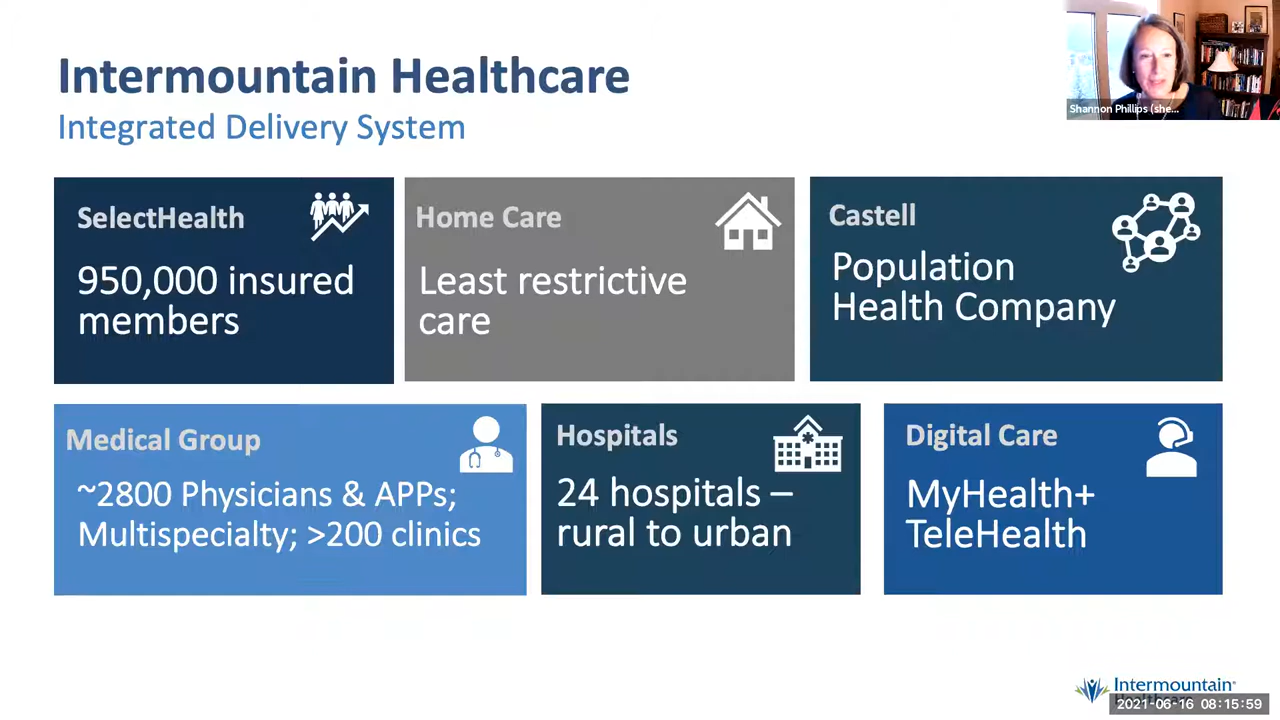 Intermountain Healthcare
Integrated Delivery System
Shannon Phillips (she...
SelectHealth
950,000 insured
members
Home Care
Least restrictive
care
Castell
Population
Health Company
Medical Group
~2800 Physicians & APPs;
Multispecialty; >200 clinics
Hospitals
24 hospitals –
rural to urban
Digital Care
MyHealth+
TeleHealth
Intermountain®
Healthcare
2021-06-16 08:15:59